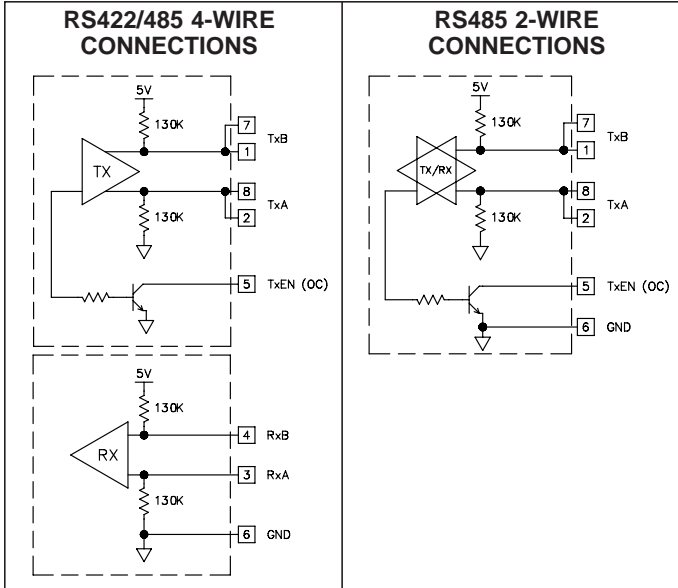 RS422/485 4-WIRE
CONNECTIONS
5V
130K
7
TxB
1
TX
8
TxA
2
130K
5 TxEN (OC)
5V
130K
4 RxB
RX
3 RxA
130K
6 GND
RS485 2-WIRE
CONNECTIONS
5V
130K
7
TxB
1
TX/RX
8
TxA
2
130K
5 TxEN (OC)
6 GND